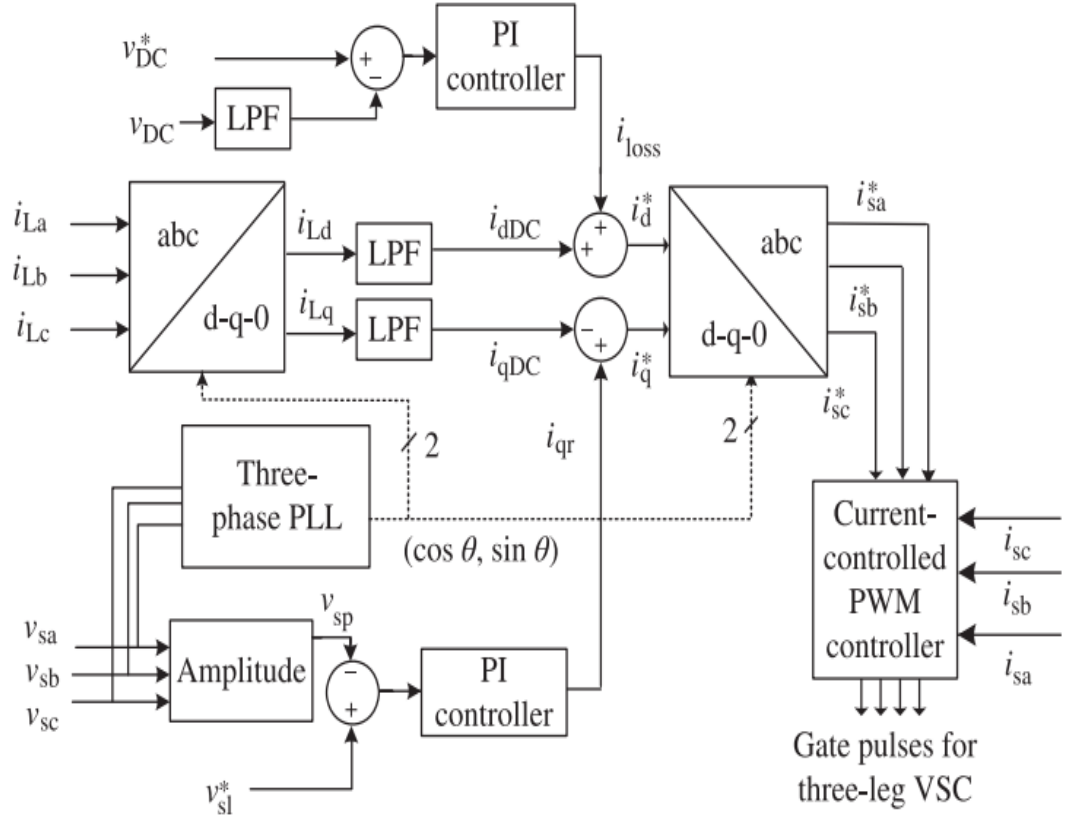 v*DC
+
−
PI
controller
vDC
LPF
iloss
iLa
iLb
iLc
abc
d-q-0
iLd
LPF
idDC
+
+
i*d
iLq
LPF
iqDC
−
+
i*q
abc
d-q-0
i*sa
i*sb
i*sc
2
2
iqr
Three-
phase PLL
(cos θ, sin θ)
Current-
controlled
PWM
controller
isc
isb
isa
vsa
vsb
vsc
Amplitude
vsp
−
+
PI
controller
v*sl
Gate pulses for
three-leg VSC